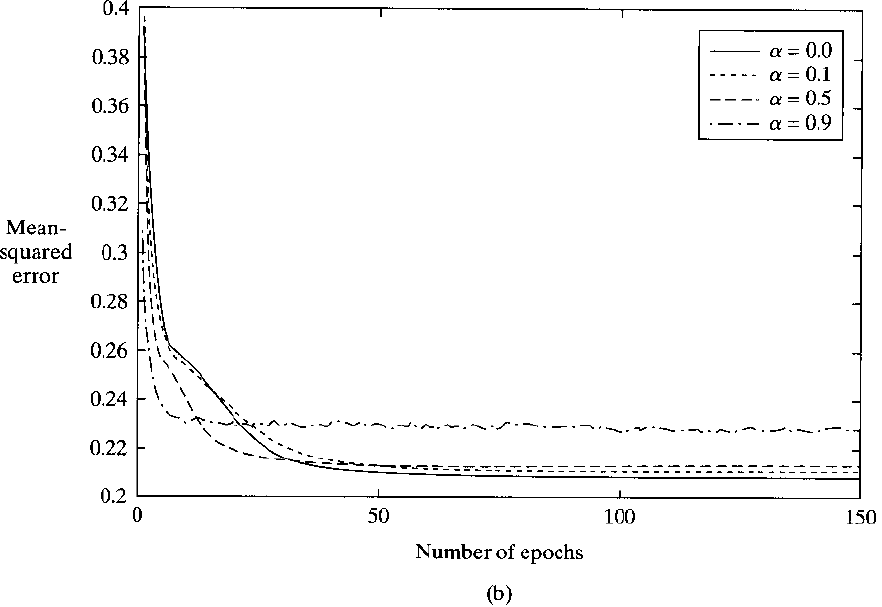 0.4
0.38
0.36
0.34
0.32
0.3
0.28
0.26
0.24
0.22
0.2
Mean-
squared
error
α = 0.0
α = 0.1
α = 0.5
α = 0.9
0
50
100
150
Number of epochs
(b)